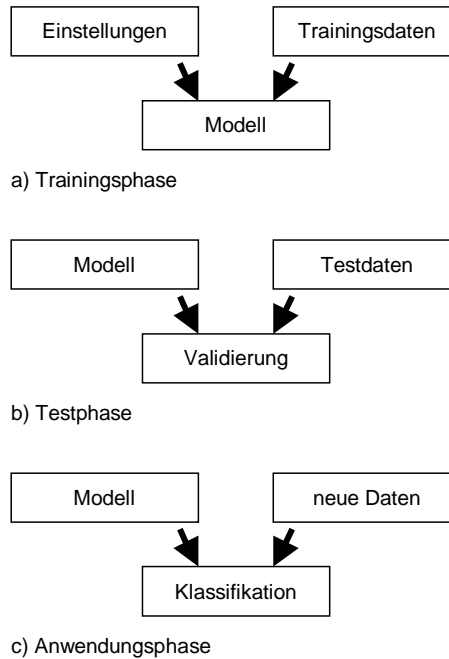 Einstellungen
Trainingsdaten
Modell
a) Trainingsphase
Modell
Testdaten
Validierung
b) Testphase
Modell
neue Daten
Klassifikation
c) Anwendungsphase